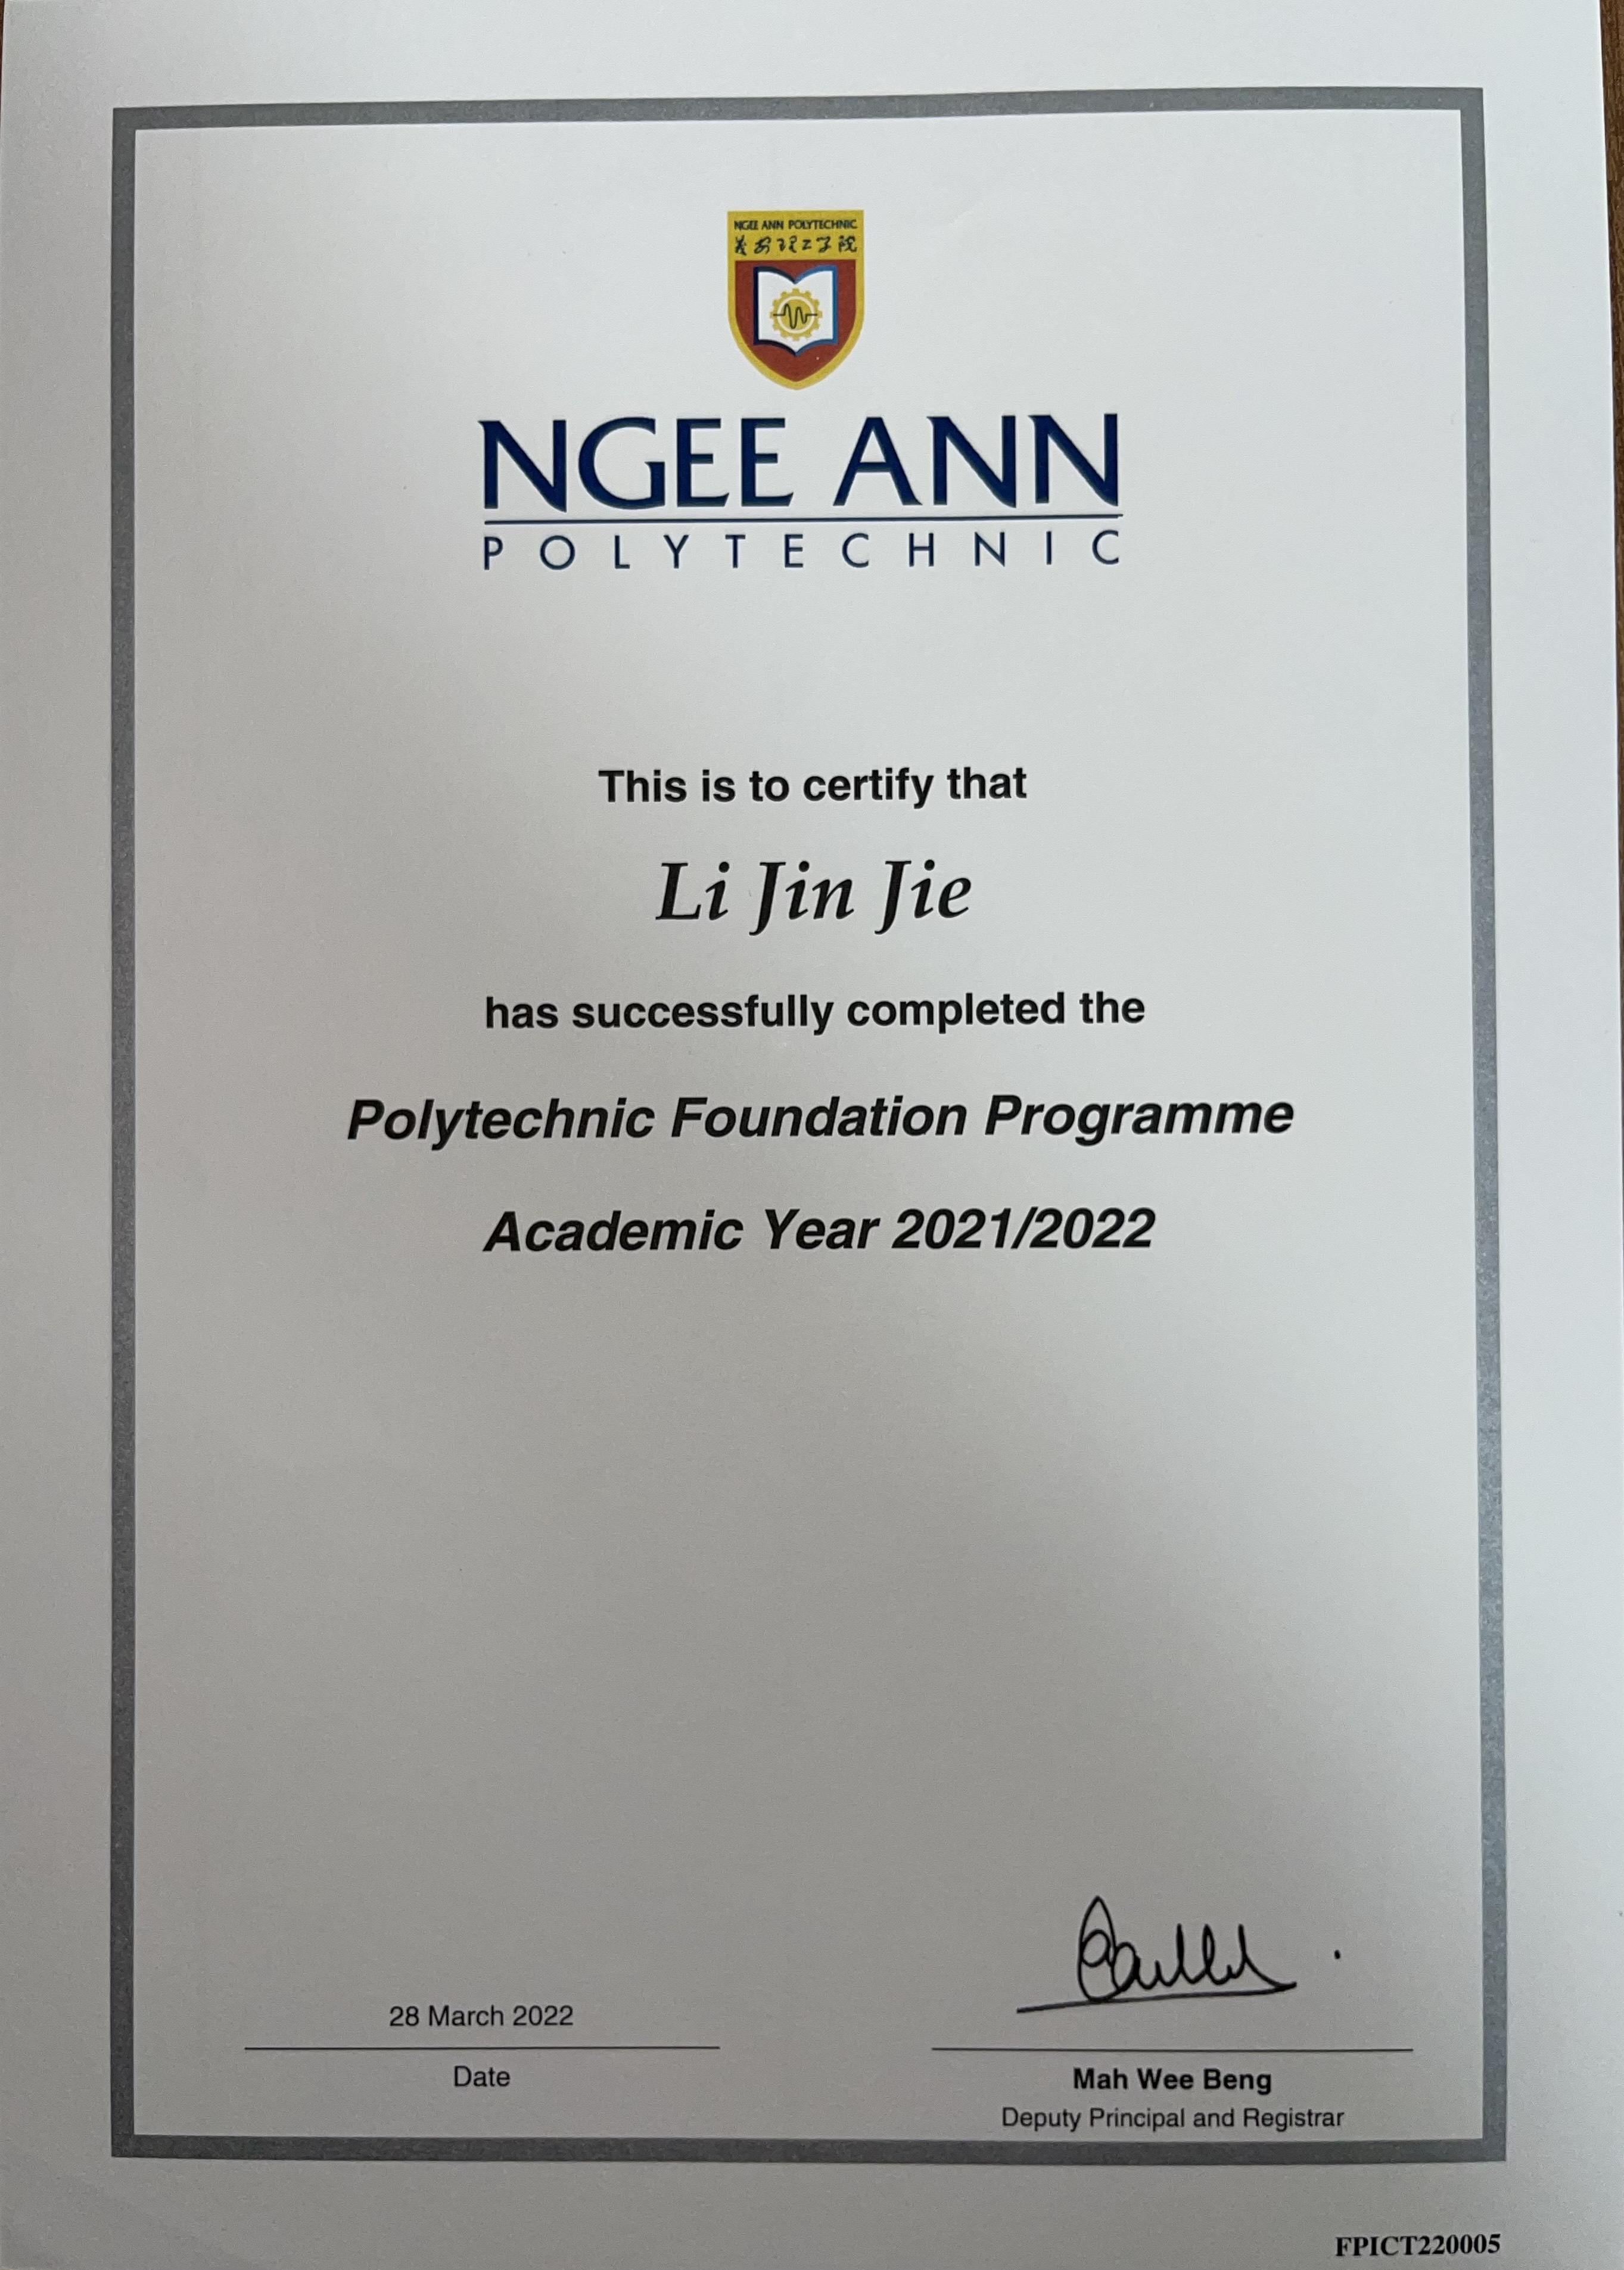 NGEE ANN POLYTECHNIC
義安理工学院
NGEE ANN
POLYTECHNIC
This is to certify that
Li Jin Jie
has successfully completed the
Polytechnic Foundation Programme
Academic Year 2021/2022
28 March 2022
Date
Mah Wee Beng
Deputy Principal and Registrar
FPICT220005